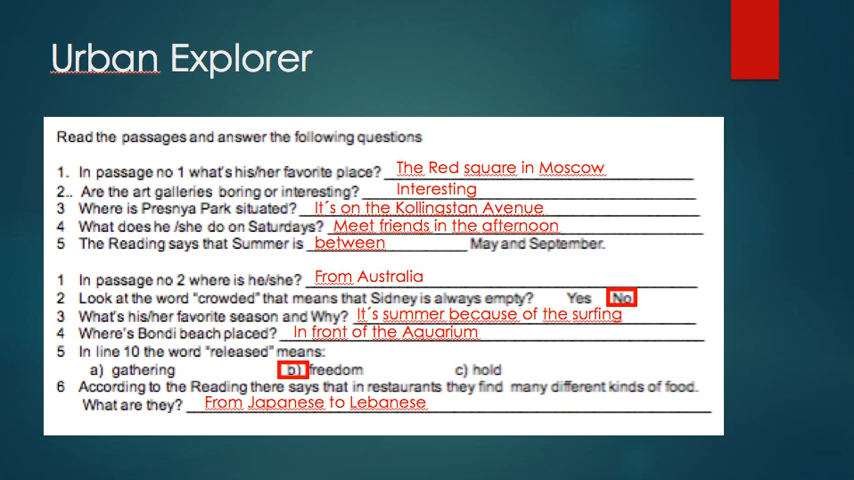 Urban Explorer
Read the passages and answer the following questions
1. In passage no 1 what's his/her favorite place? The Red square in Moscow
2.. Are the art galleries boring or interesting? Interesting
3 Where is Presnya Park situated? It´s on the Kollingstan Avenue
4 What does he /she do on Saturdays? Meet friends in the afternoon
5 The Reading says that Summer is between May and September.
1 In passage no 2 where is he/she? From Australia
2 Look at the word “crowded” that means that Sidney is always empty? Yes No
3 What's his/her favorite season and Why? It´s summer because of the surfing
4 Where's Bondi beach placed? In front of the Aquarium
5 In line 10 the word “released” means:
a) gathering b) freedom c) hold
6 According to the Reading there says that in restaurants they find many different kinds of food.
What are they? From Japanese to Lebanese